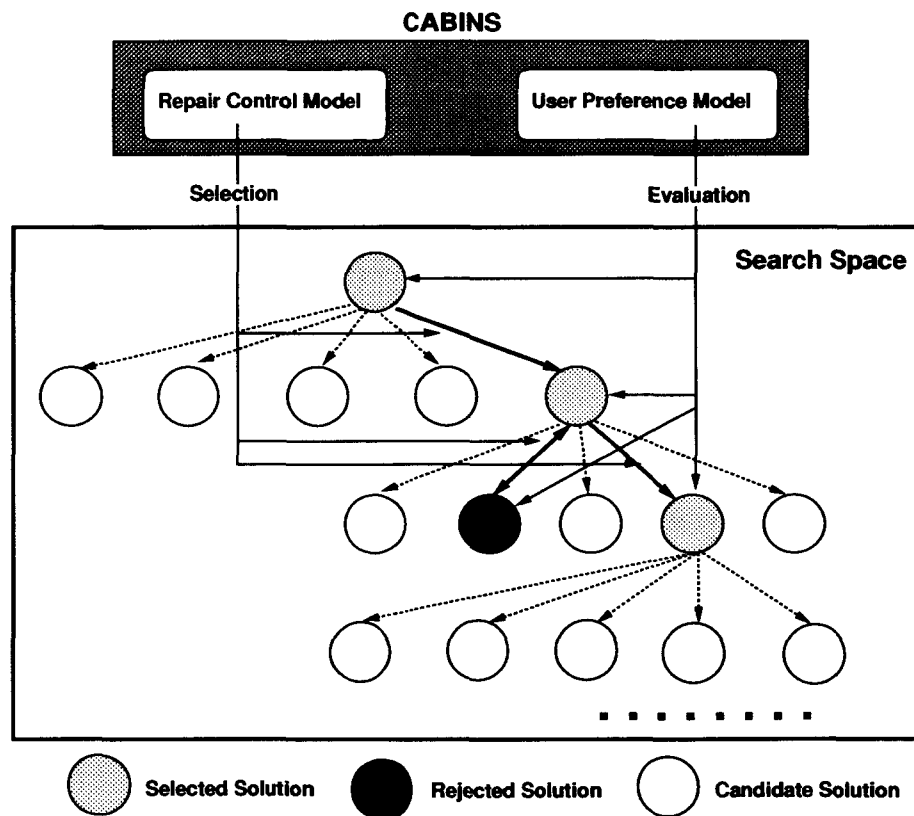 CABINS
Repair Control Model
User Preference Model
Selection
Evaluation
Search Space
Selected Solution
Rejected Solution
Candidate Solution